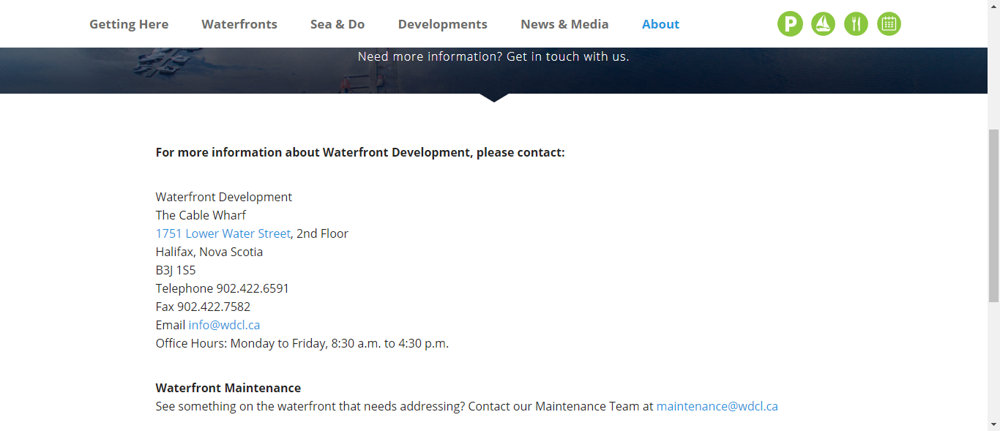 Getting Here Waterfronts Sea & Do Developments News & Media About P
Need more information? Get in touch with us.
For more information about Waterfront Development, please contact:
Waterfront Development
The Cable Wharf
1751 Lower Water Street, 2nd Floor
Halifax, Nova Scotia
B3J 1S5
Telephone 902.422.6591
Fax 902.422.7582
Email info@wdcl.ca
Office Hours: Monday to Friday, 8:30 a.m. to 4:30 p.m.
Waterfront Maintenance
See something on the waterfront that needs addressing? Contact our Maintenance Team at maintenance@wdcl.ca